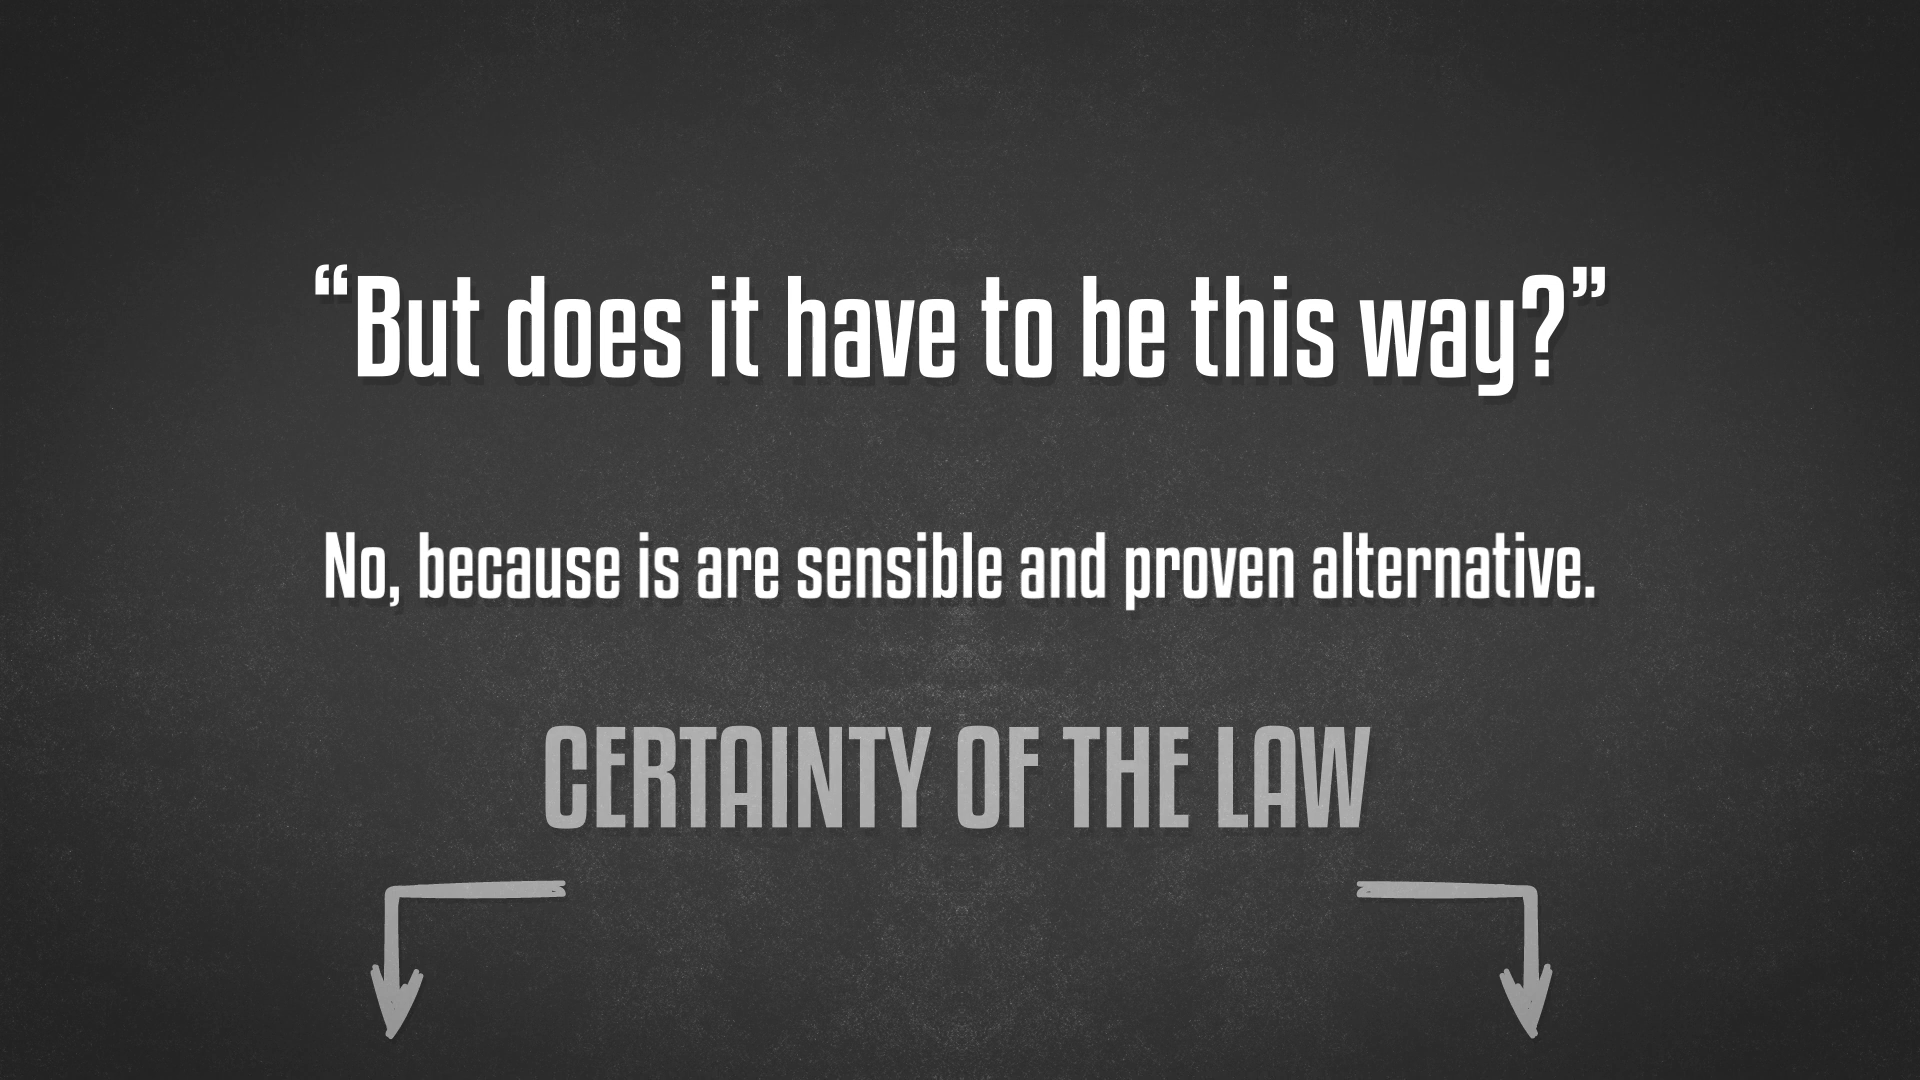 “But does it have to be this way?”
No, because is are sensible and proven alternative.
CERTAINTY OF THE LAW